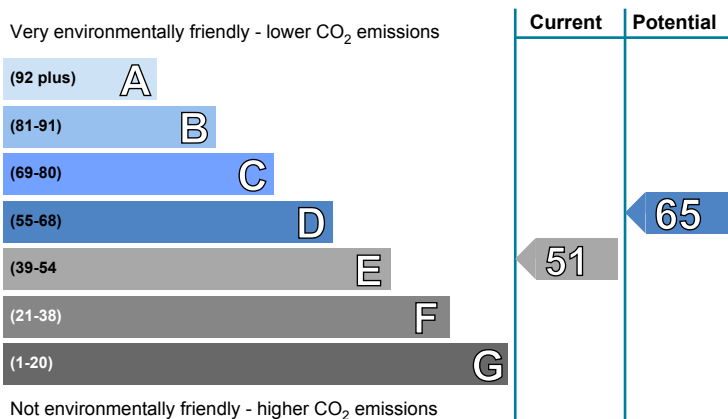 Current Potential
Very environmentally friendly - lower CO2 emissions
(92 plus) A
(81-91) B
(69-80) C
(55-68) D
65
(39-54 E
51
(21-38) F
(1-20) G
Not environmentally friendly - higher CO2 emissions